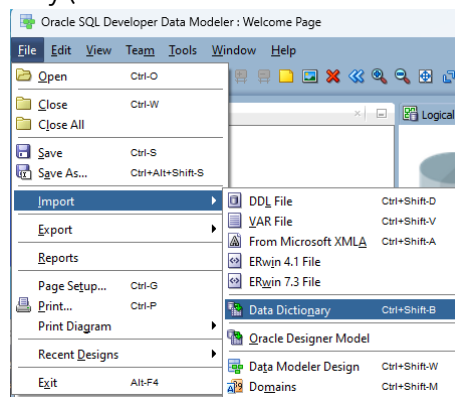 Oracle SQL Developer Data Modeler : Welcome Page
File Edit View Team Tools Window Help
Open Ctrl-O
Close Ctrl-W
Close All
Logical
Save Ctrl-S
Save As... Ctrl+Alt+Shift-S
Import
DDL File Ctrl+Shift-D
Export
VAR File Ctrl+Shift-V
From Microsoft XMLA Ctrl+Shift-A
Reports
ERwin 4.1 File
ERwin 7.3 File
Page Setup... Ctrl-G
Print... Ctrl-P
Data Dictionary Ctrl+Shift-B
Print Diagram
Oracle Designer Model
Recent Designs
Data Modeler Design Ctrl+Shift-W
Exit Alt-F4
Domains Ctrl+Shift-M